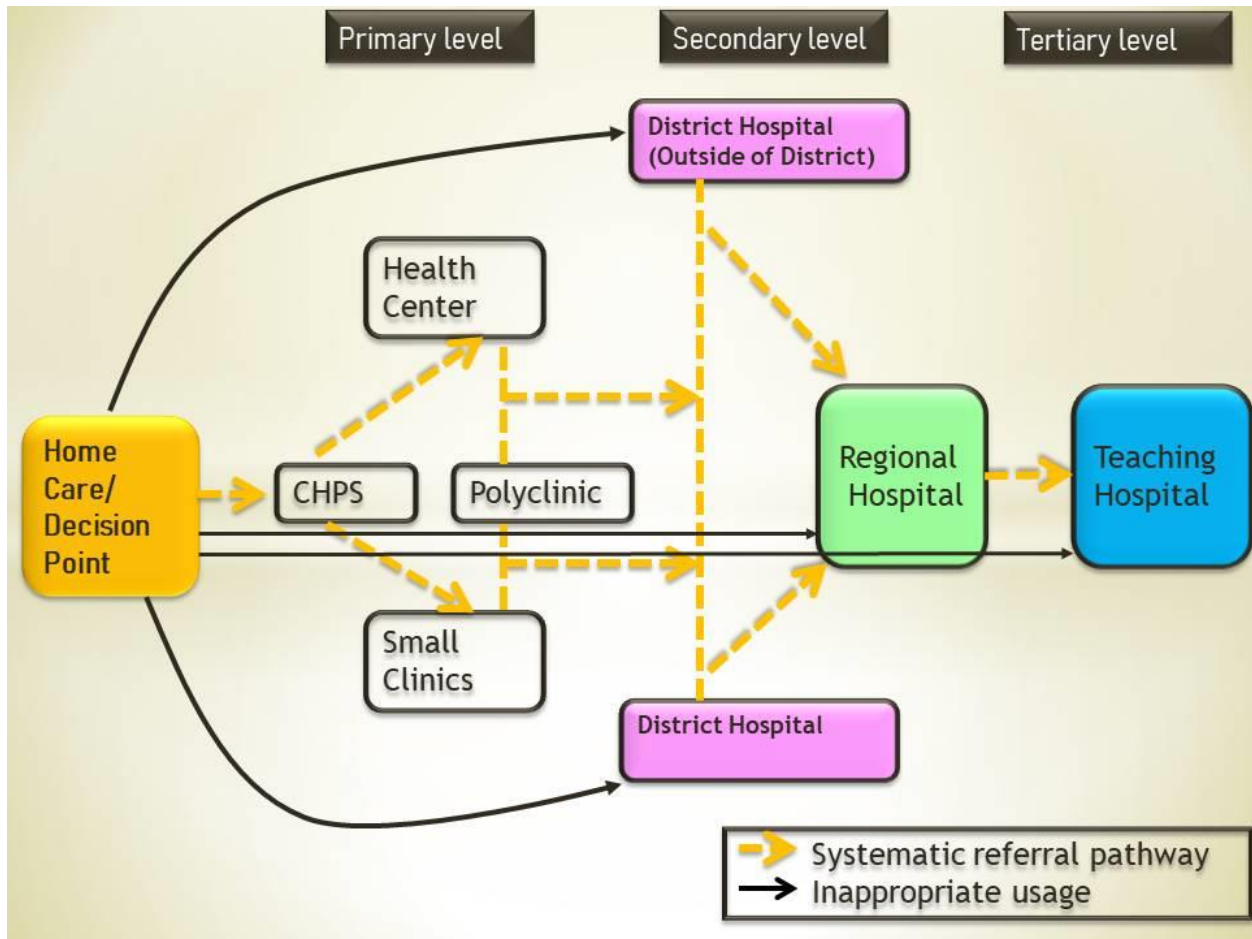 Primary level
Secondary level
Tertiary level
District Hospital
(Outside of District)
Health
Center
Home
Care/
Decision
Point
CHPS
Polyclinic
Regional
Hospital
Teaching
Hospital
Small
Clinics
District Hospital
Systematic referral pathway
Inappropriate usage